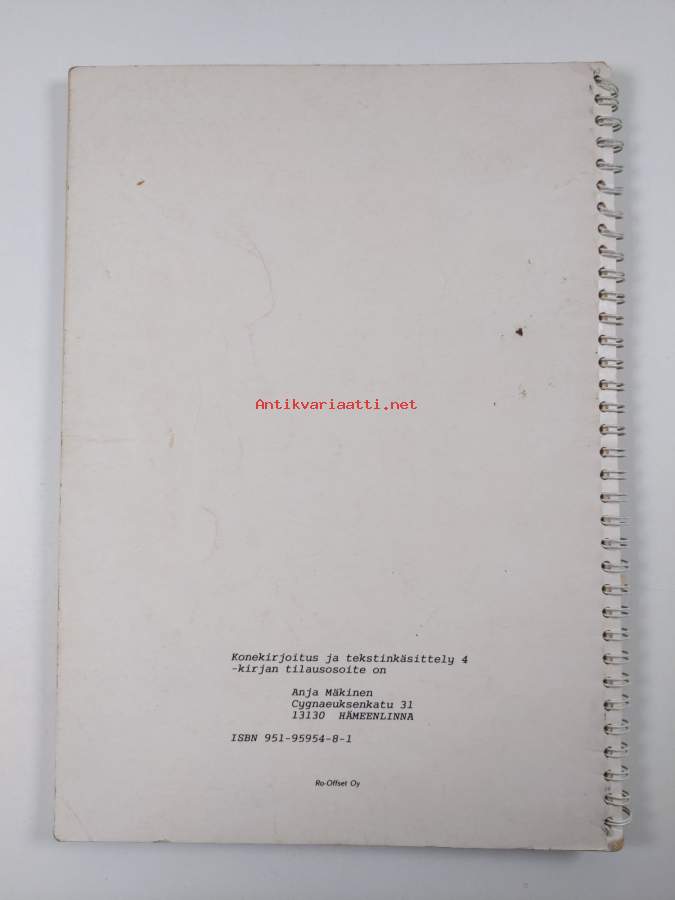 Antikvariaatti.net
Konekirjoitus ja tekstinkäsittely 4
-kirjan tilausosoite on
Anja Mäkinen
Cygnaeuksenkatu 31
13130 HÄMEENLINNA
ISBN 951-95954-8-1
Ro-Offset Oy